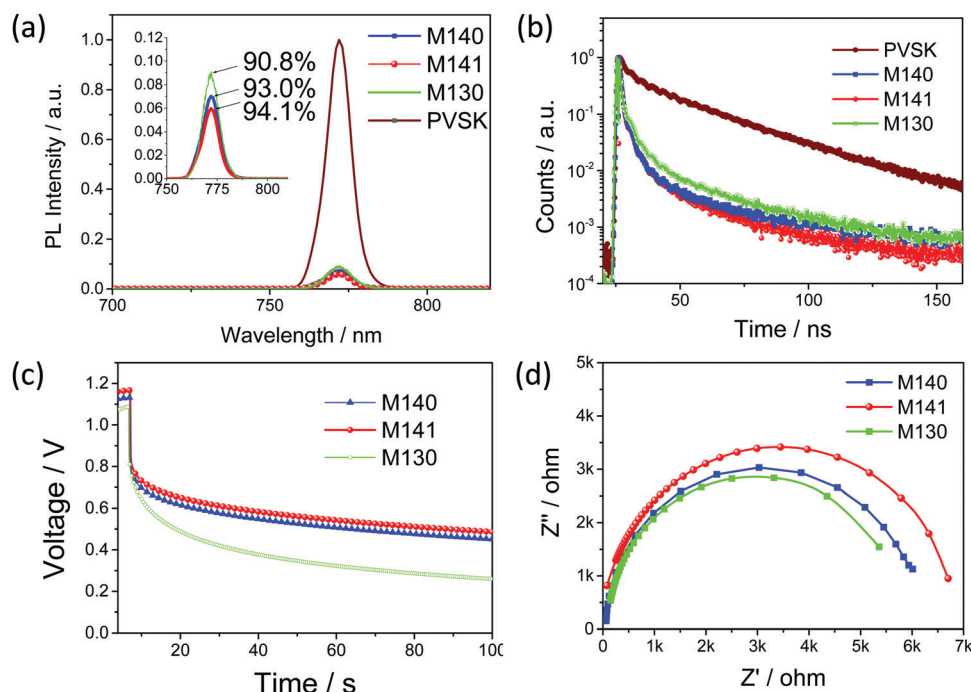 (a)
PL Intensity / a.u.
1.0
0.8
0.6
0.4
0.2
0.0
700
750
800
Wavelength / nm
M140
M141
M130
PVSK
0.12
0.10
0.08
0.06
0.04
0.02
0.00
750
775
800
90.8%
93.0%
94.1%
(b)
Counts / a.u.
10^0
10^-1
10^-2
10^-3
10^-4
50
100
150
Time / ns
PVSK
M140
M141
M130
(c)
Voltage / V
1.2
1.0
0.8
0.6
0.4
0.2
0.0
20
40
60
80
100
Time / s
M140
M141
M130
(d)
Z'' / ohm
5k
4k
3k
2k
1k
0
0
1k
2k
3k
4k
5k
6k
7k
Z' / ohm
M140
M141
M130